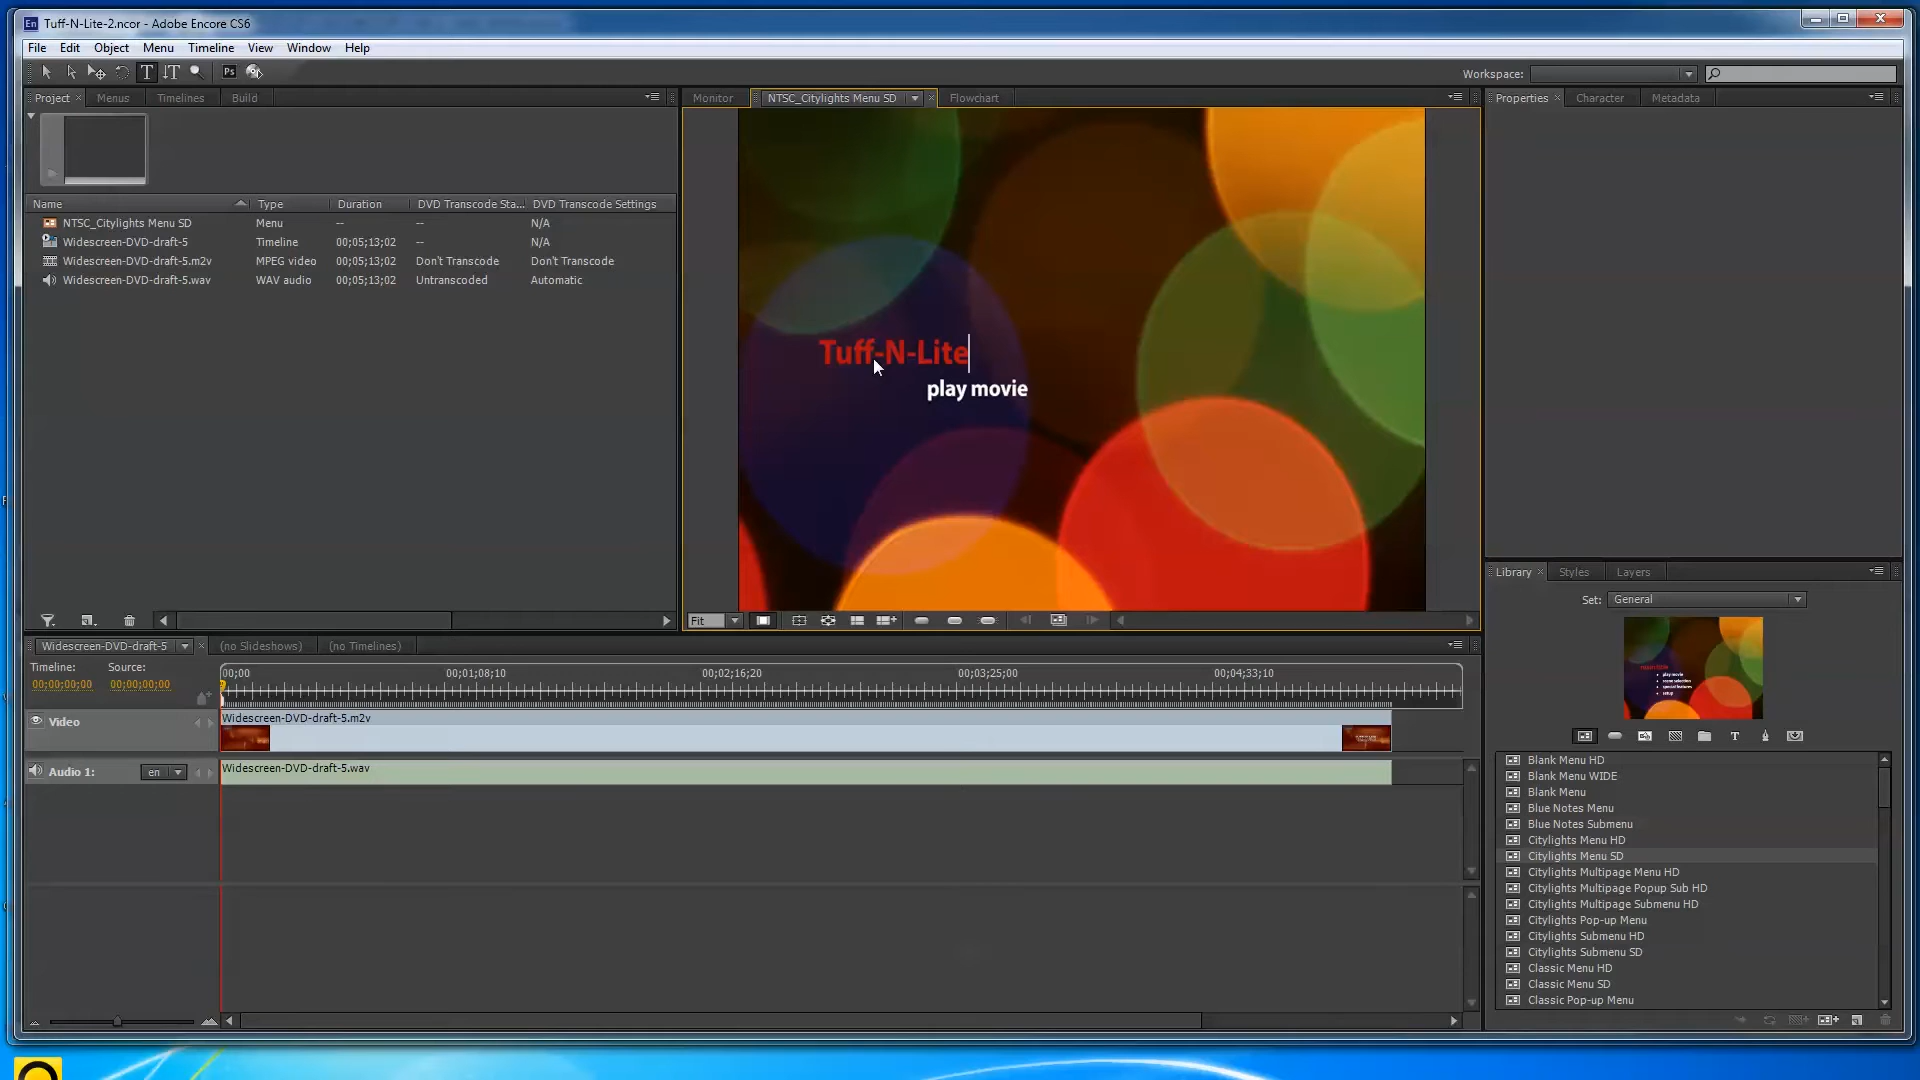 Tuff-N-Lite-2.ncor - Adobe Encore CS6
File Edit Object Menu Timeline View Window Help
Workspace:
Project Menus Timelines Build
Monitor NTSC_Citylights Menu SD Flowchart
Properties Character Metadata
Name Type Duration DVD Transcode Sta... DVD Transcode Settings
NTSC_Citylights Menu SD Menu -- -- N/A
Widescreen-DVD-draft-5 Timeline 00;05;13;02 -- N/A
Widescreen-DVD-draft-5.m2v MPEG video 00;05;13;02 Don't Transcode Don't Transcode
Widescreen-DVD-draft-5.wav WAV audio 00;05;13;02 Untranscoded Automatic
Tuff-N-Lite
play movie
Fit
Library Styles Layers
Set: General
Blank Menu HD
Blank Menu WIDE
Blank Menu
Blue Notes Menu
Blue Notes Submenu
Citylights Menu HD
Citylights Menu SD
Citylights Multipage Menu HD
Citylights Multipage Popup Sub HD
Citylights Multipage Submenu HD
Citylights Pop-up Menu
Citylights Submenu HD
Citylights Submenu SD
Classic Menu HD
Classic Menu SD
Classic Pop-up Menu
Widescreen-DVD-draft-5 (no Slideshows) (no Timelines)
Timeline: Source:
00;00;00;00 00;00;00;00
00;00 00;01;08;10 00;02;16;20 00;03;25;00 00;04;33;10
Video
Widescreen-DVD-draft-5.m2v
Audio 1: en
Widescreen-DVD-draft-5.wav